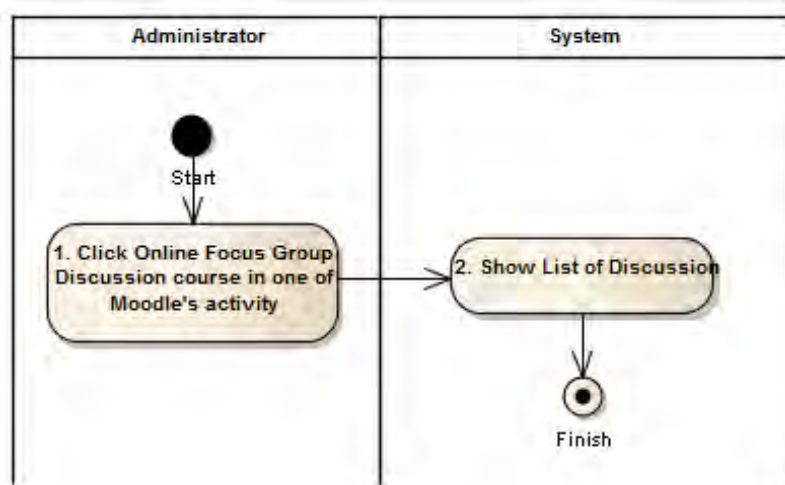 Administrator
System
Start
1. Click Online Focus Group
Discussion course in one of
Moodle's activity
2. Show List of Discussion
Finish